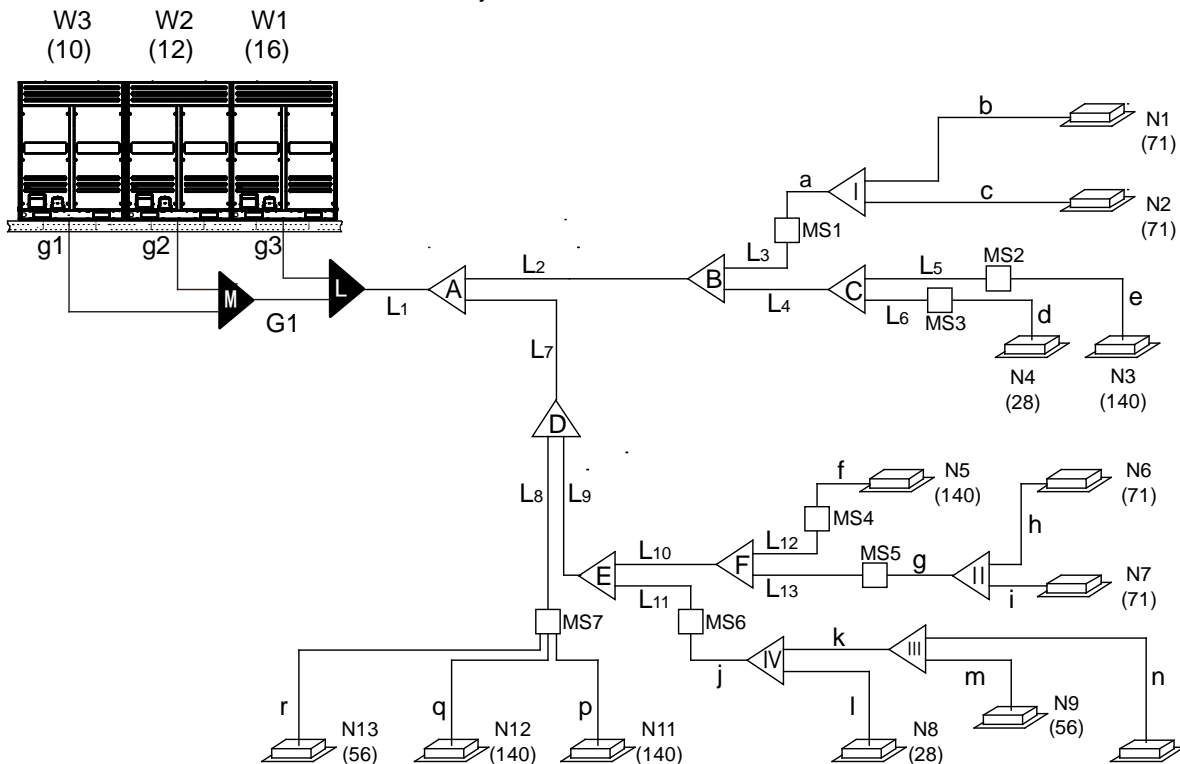 W3 W2 W1
(10) (12) (16)
b
N1
(71)
a
I
c
N2
(71)
MS1
g1 g2 g3
L3
MS2
L2
L5
M
L
A
B
C
L1
L4
G1
L6
MS3
d
e
N4
(28)
N3
(140)
L7
D
f
N5
(140)
N6
(71)
L8
L9
MS4
h
L12
MS5
L10
g
E
F
II
N7
(71)
L13
i
L11
MS7
MS6
k
III
IV
j
m
n
r
q
p
l
N9
(56)
N13
(56)
N12
(140)
N11
(140)
N8
(28)